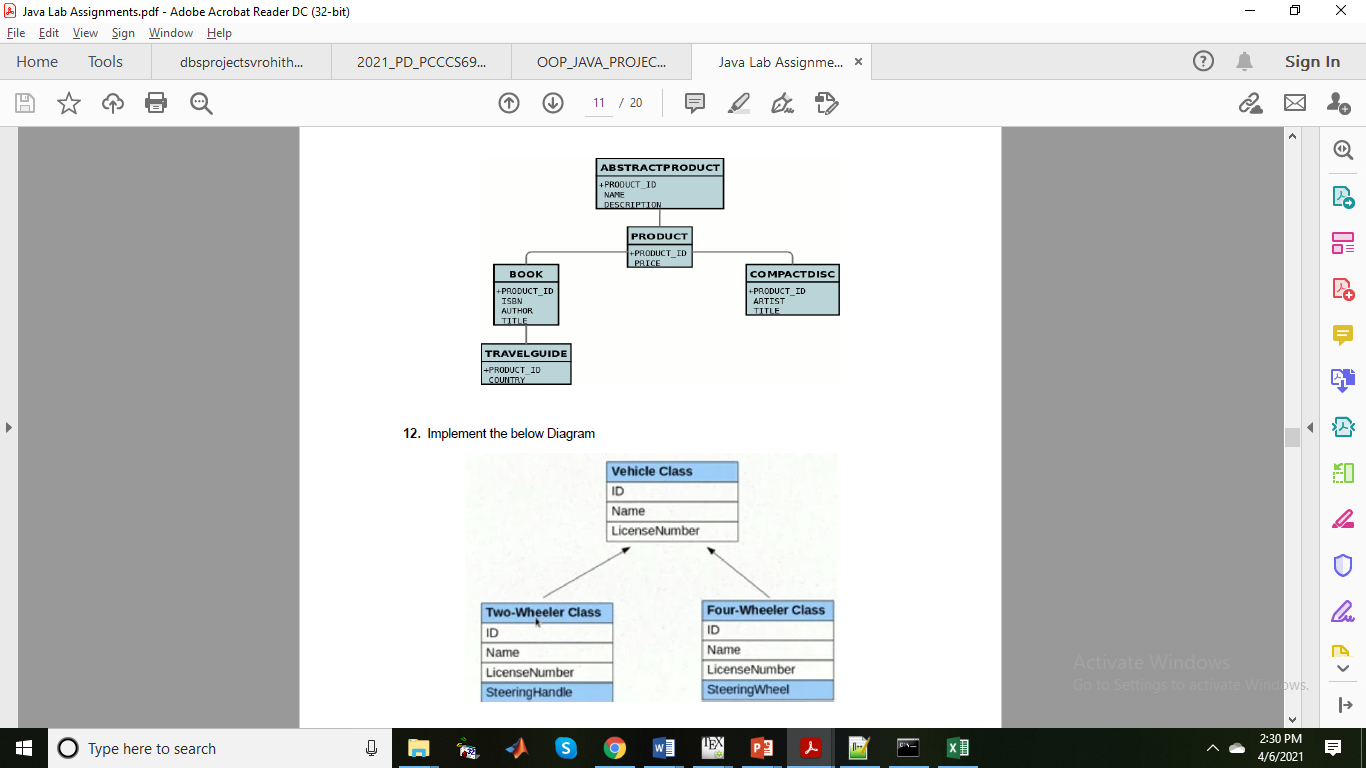 Java Lab Assignments.pdf - Adobe Acrobat Reader DC (32-bit)
File Edit View Sign Window Help
Home Tools dbsprojectsvrohith... 2021_PD_PCCCS69... OOP_JAVA_PROJEC... Java Lab Assignme... Sign In
11 / 20
ABSTRACTPRODUCT
+PRODUCT_ID
NAME
DESCRIPTION
PRODUCT
+PRODUCT_ID
PRICE
BOOK
+PRODUCT_ID
ISBN
AUTHOR
TITLE
COMPACTDISC
+PRODUCT_ID
ARTIST
TITLE
TRAVELGUIDE
+PRODUCT_ID
COUNTRY
12. Implement the below Diagram
Vehicle Class
ID
Name
LicenseNumber
Two-Wheeler Class
ID
Name
LicenseNumber
SteeringHandle
Four-Wheeler Class
ID
Name
LicenseNumber
SteeringWheel
Activate Windows
Go to Settings to activate Windows.
Type here to search
2:30 PM
4/6/2021